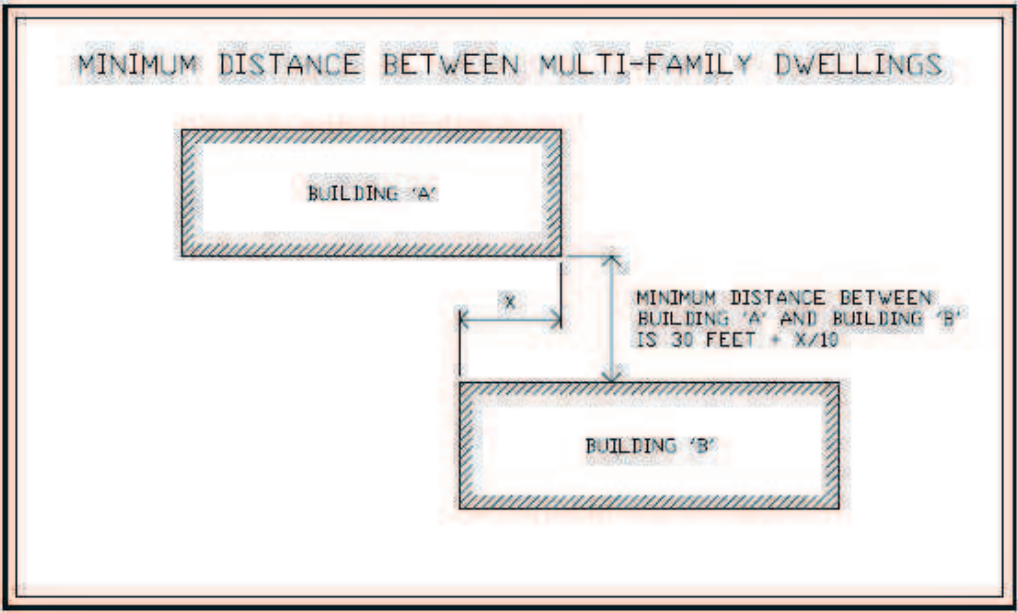 MINIMUM DISTANCE BETWEEN MULTI-FAMILY DWELLINGS
BUILDING 'A'
X
MINIMUM DISTANCE BETWEEN
BUILDING 'A' AND BUILDING 'B'
IS 30 FEET + X/10
BUILDING 'B'